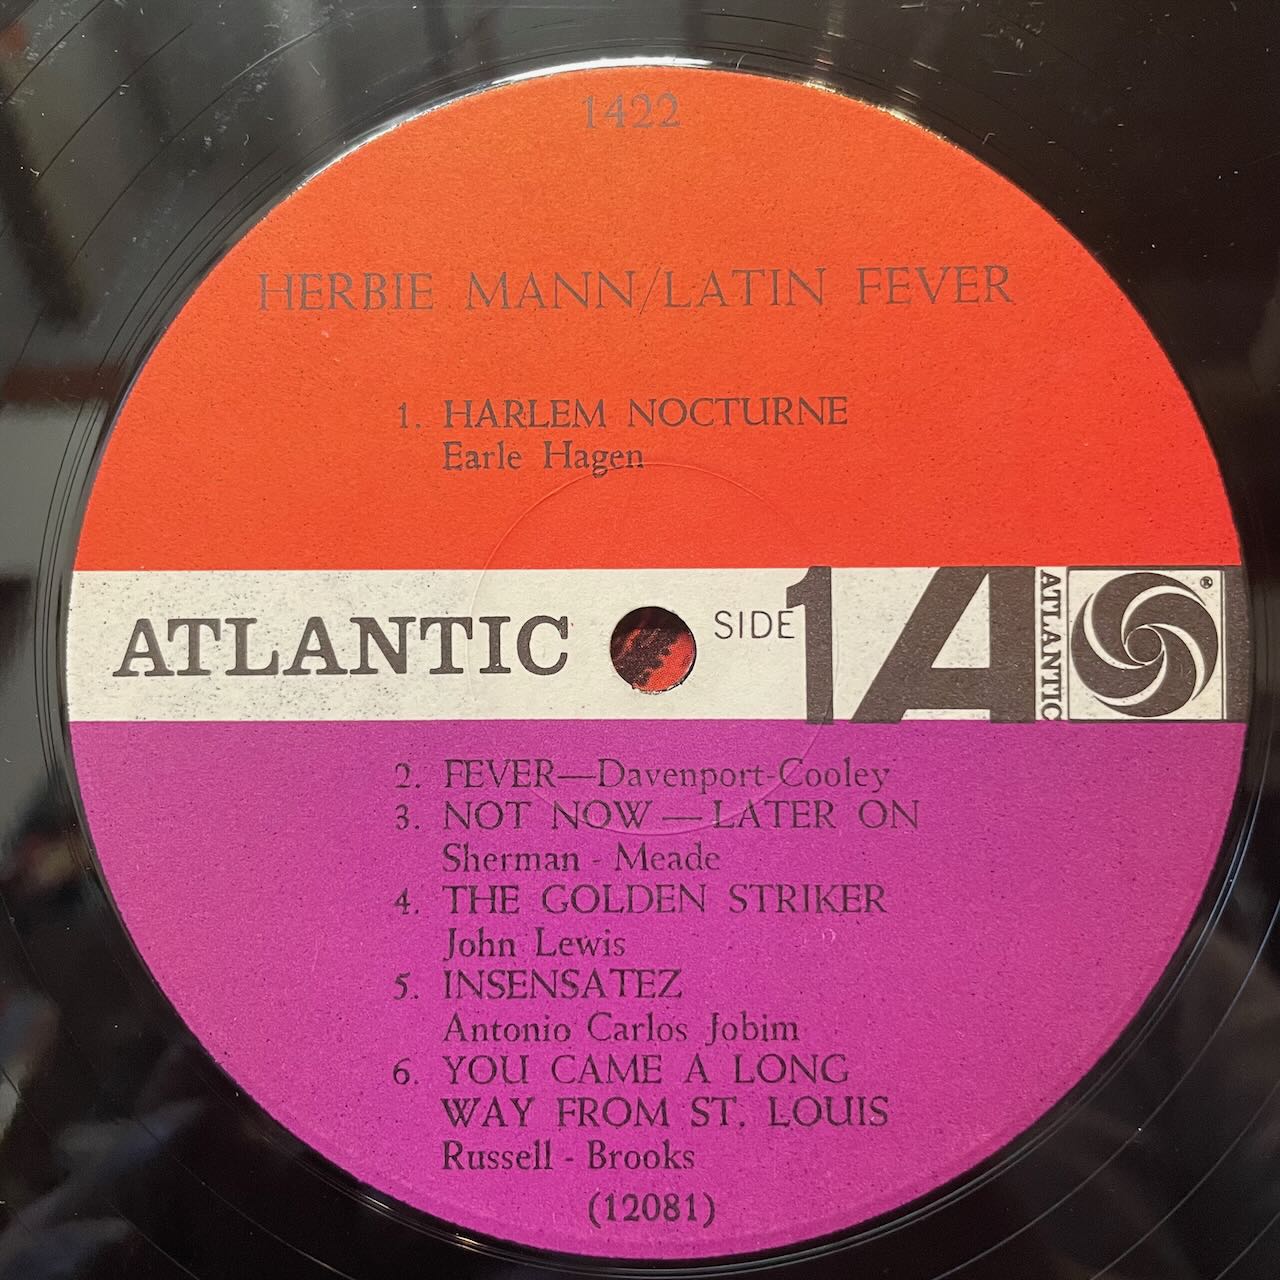 1422
HERBIE MANN/LATIN FEVER
1. HARLEM NOCTURNE
Earle Hagen
ATLANTIC SIDE 1 A ATLANTIC ®
2. FEVER—Davenport-Cooley
3. NOT NOW — LATER ON
Sherman - Meade
4. THE GOLDEN STRIKER
John Lewis
5. INSENSATEZ
Antonio Carlos Jobim
6. YOU CAME A LONG
WAY FROM ST. LOUIS
Russell - Brooks
(12081)